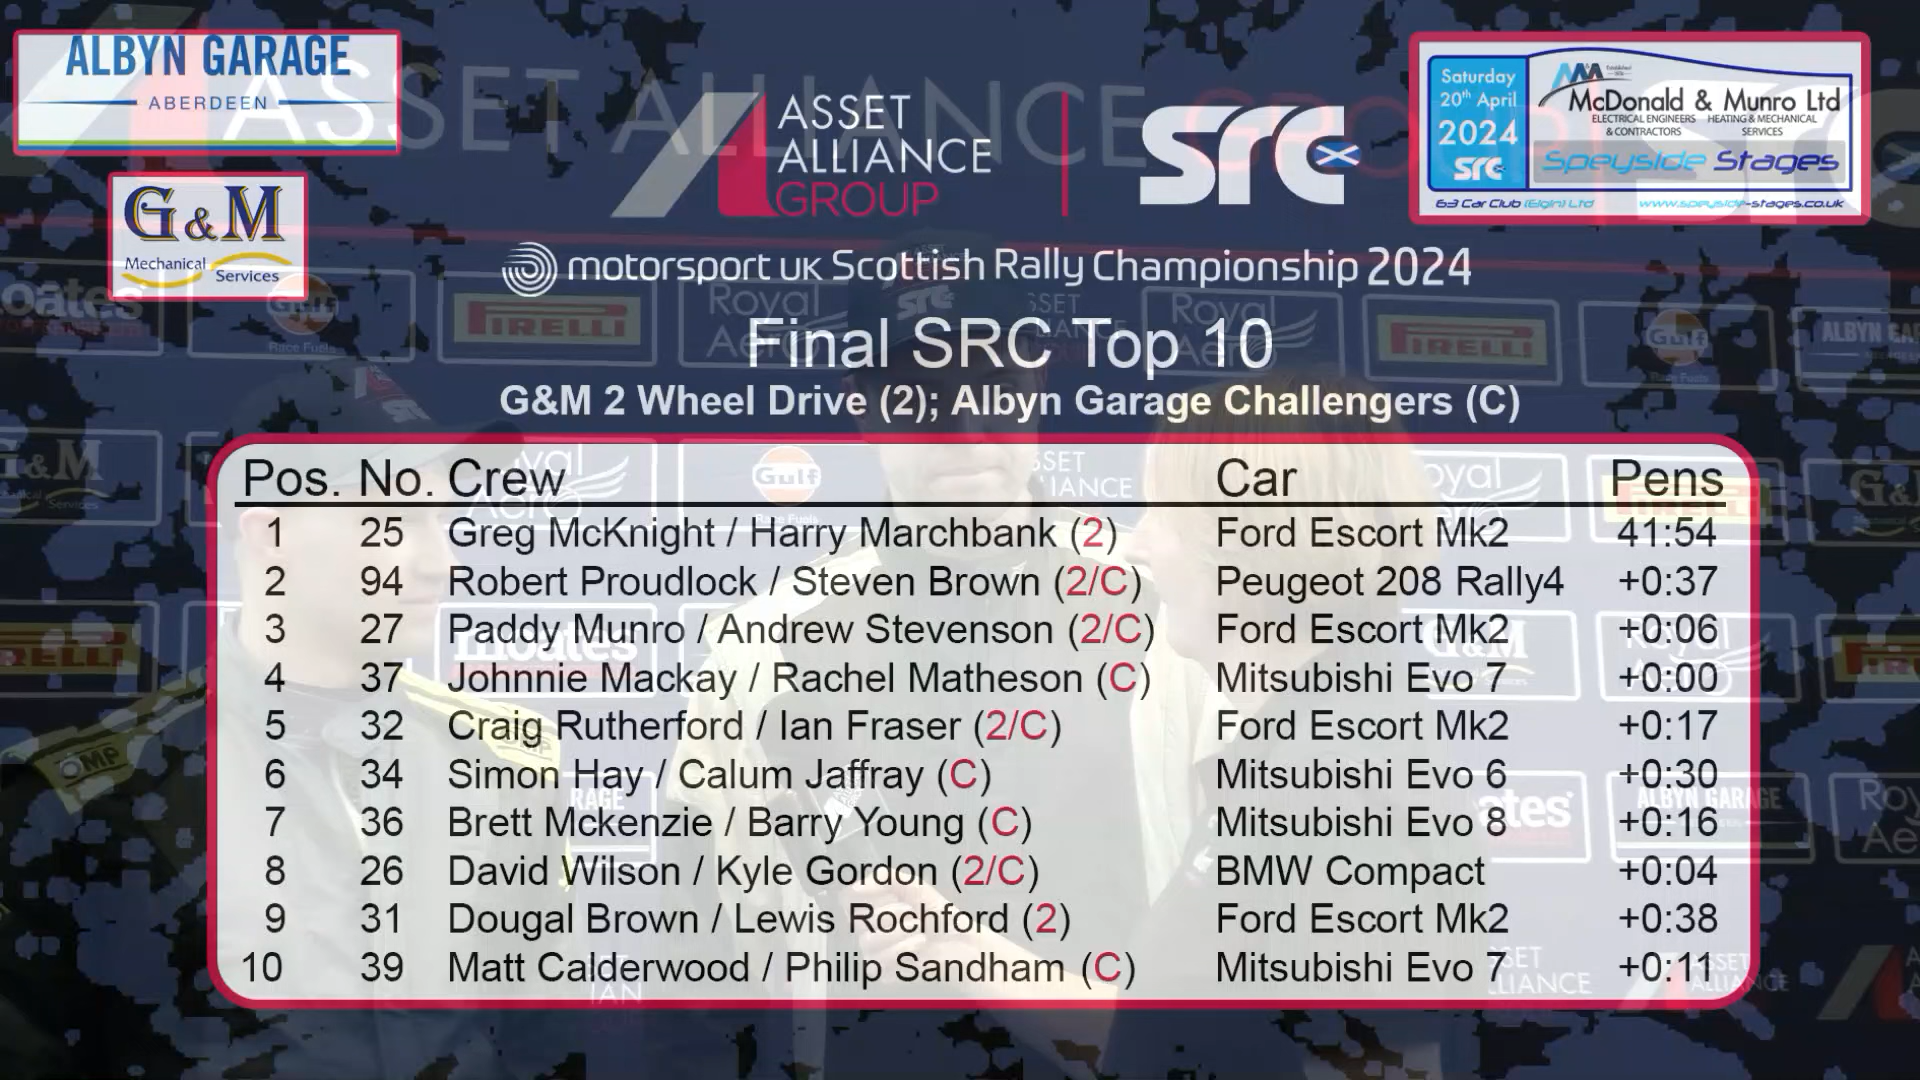 ALBYN GARAGE
ABERDEEN
G&M
Mechanical
Services
ASSET ALLIANCE
ASSET
ALLIANCE
GROUP
SRC
Saturday
20th April
2024
SRC
McDonald & Munro Ltd
ELECTRICAL ENGINEERS & CONTRACTORS
HEATING & MECHANICAL SERVICES
Speyside Stages
63 Car Club (Elgin) Ltd
www.speyside-stages.co.uk
motorsport UK Scottish Rally Championship 2024
Final SRC Top 10
G&M 2 Wheel Drive (2); Albyn Garage Challengers (C)
Pos. No. Crew Car Pens
1 25 Greg McKnight / Harry Marchbank (2) Ford Escort Mk2 41:54
2 94 Robert Proudlock / Steven Brown (2/C) Peugeot 208 Rally4 +0:37
3 27 Paddy Munro / Andrew Stevenson (2/C) Ford Escort Mk2 +0:06
4 37 Johnnie Mackay / Rachel Matheson (C) Mitsubishi Evo 7 +0:00
5 32 Craig Rutherford / Ian Fraser (2/C) Ford Escort Mk2 +0:17
6 34 Simon Hay / Calum Jaffray (C) Mitsubishi Evo 6 +0:30
7 36 Brett Mckenzie / Barry Young (C) Mitsubishi Evo 8 +0:16
8 26 David Wilson / Kyle Gordon (2/C) BMW Compact +0:04
9 31 Dougal Brown / Lewis Rochford (2) Ford Escort Mk2 +0:38
10 39 Matt Calderwood / Philip Sandham (C) Mitsubishi Evo 7 +0:11
PIRELLI
Royal
Gulf
Race Fuels
OMP